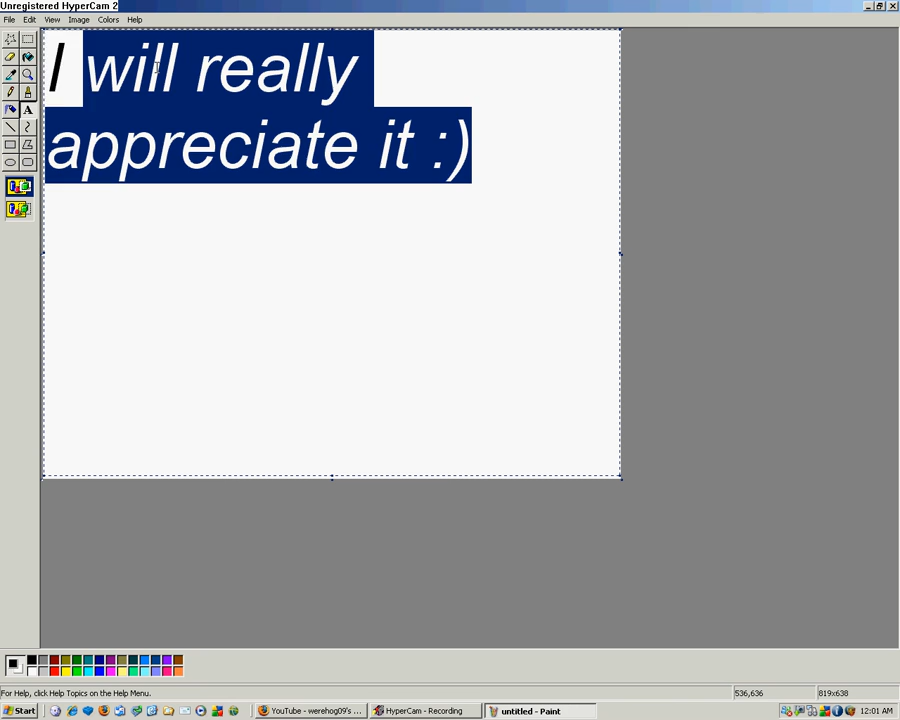 Unregistered HyperCam 2
File Edit View Image Colors Help
A
I will really
appreciate it :)
For Help, click Help Topics on the Help Menu.
536,636
819x638
Start
YouTube - werehog09's ...
HyperCam - Recording
untitled - Paint
12:01 AM